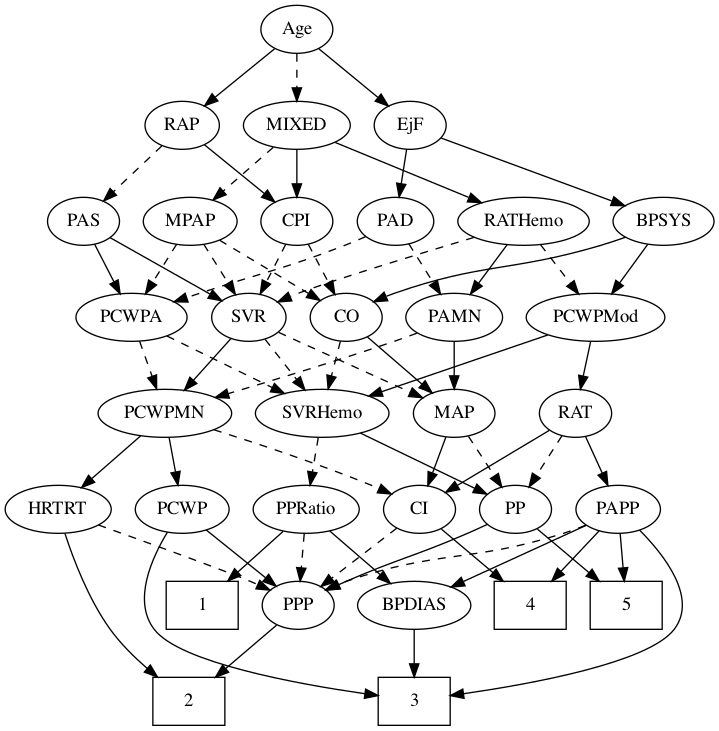 Age
RAP MIXED EjF
PAS MPAP CPI PAD RATHemo BPSYS
PCWPA SVR CO PAMN PCWPMod
PCWPMN SVRHemo MAP RAT
HRTRT PCWP PPRatio CI PP PAPP
1 PPP BPDIAS 4 5
2 3